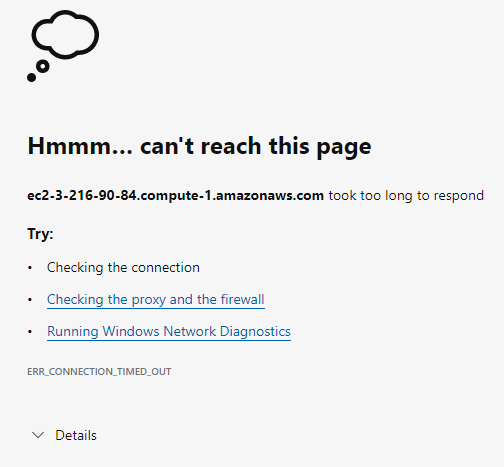 Hmmm... can't reach this page
ec2-3-216-90-84.compute-1.amazonaws.com took too long to respond
Try:
• Checking the connection
• Checking the proxy and the firewall
• Running Windows Network Diagnostics
ERR_CONNECTION_TIMED_OUT
Details